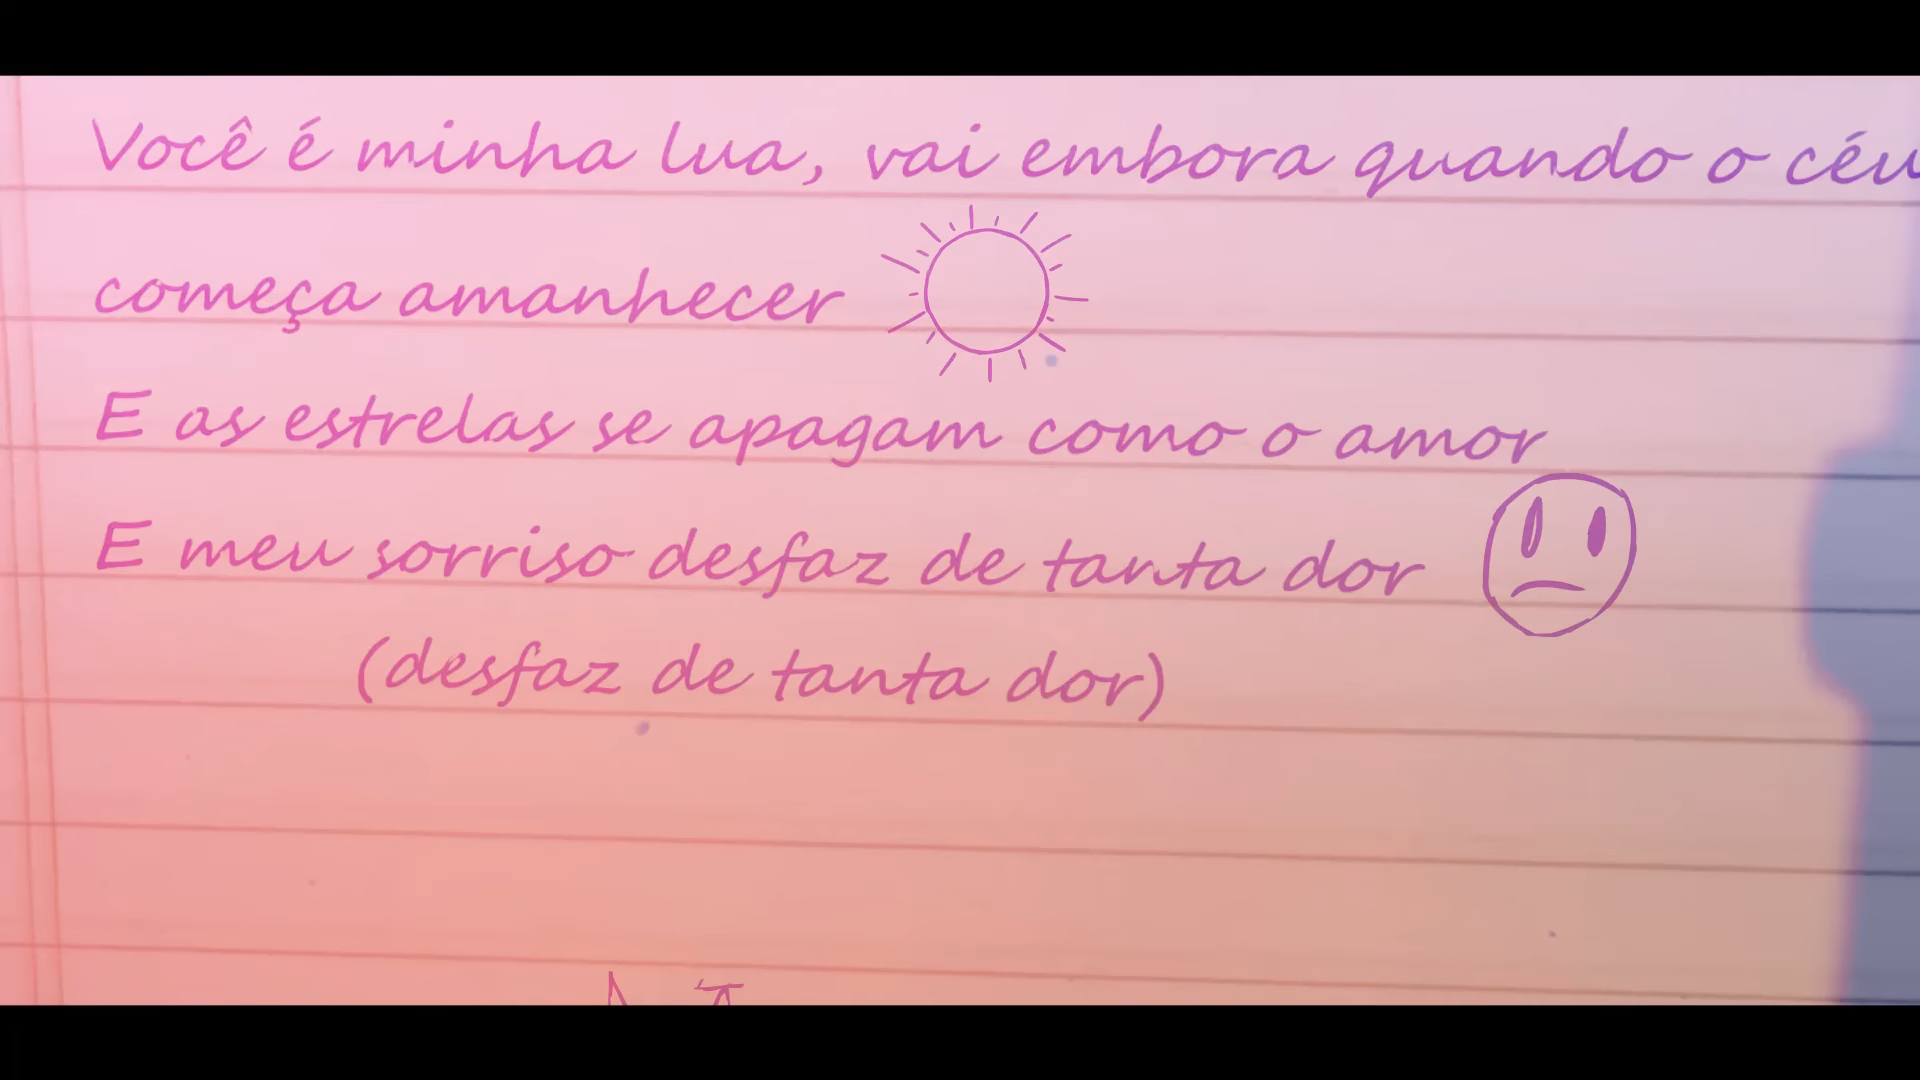 Você é minha lua, vai embora quando o céu
começa amanhecer
E as estrelas se apagam como o amor
E meu sorriso desfaz de tanta dor
(desfaz de tanta dor)